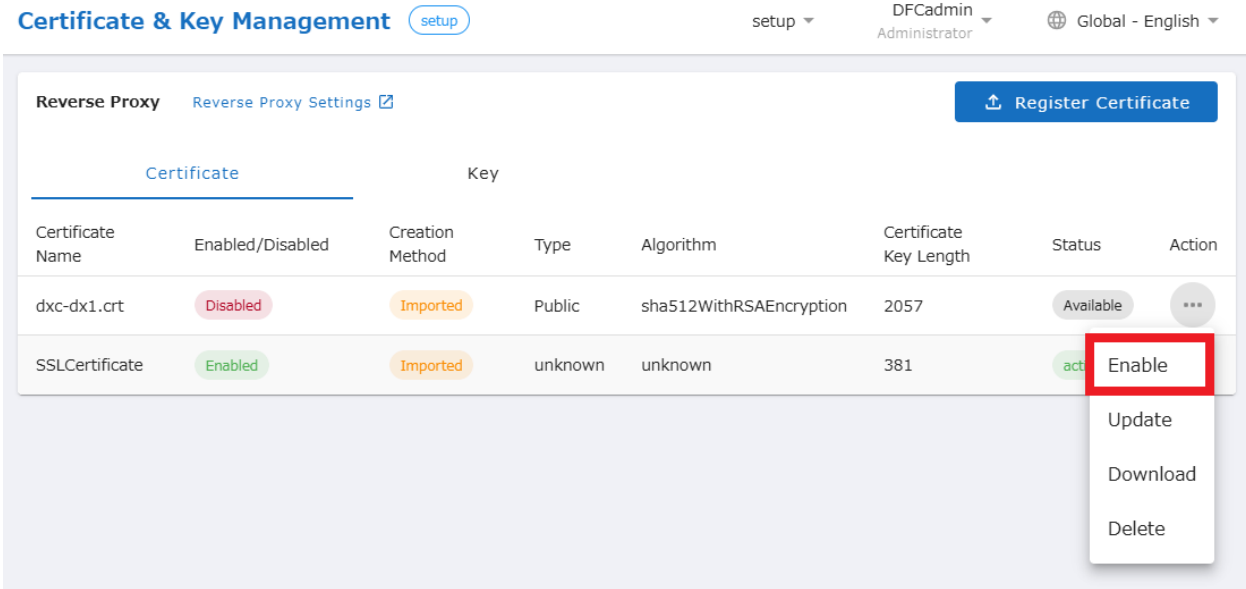 Certificate & Key Management setup setup DFCadmin Administrator Global - English
Reverse Proxy Reverse Proxy Settings Register Certificate
Certificate Key
Certificate Name Enabled/Disabled Creation Method Type Algorithm Certificate Key Length Status Action
dxc-dx1.crt Disabled Imported Public sha512WithRSAEncryption 2057 Available
SSLCertificate Enabled Imported unknown unknown 381 acti
Enable
Update
Download
Delete